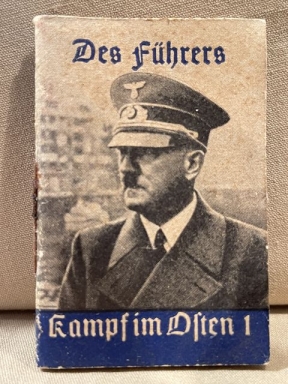 Des Führers
Kampf im Osten 1